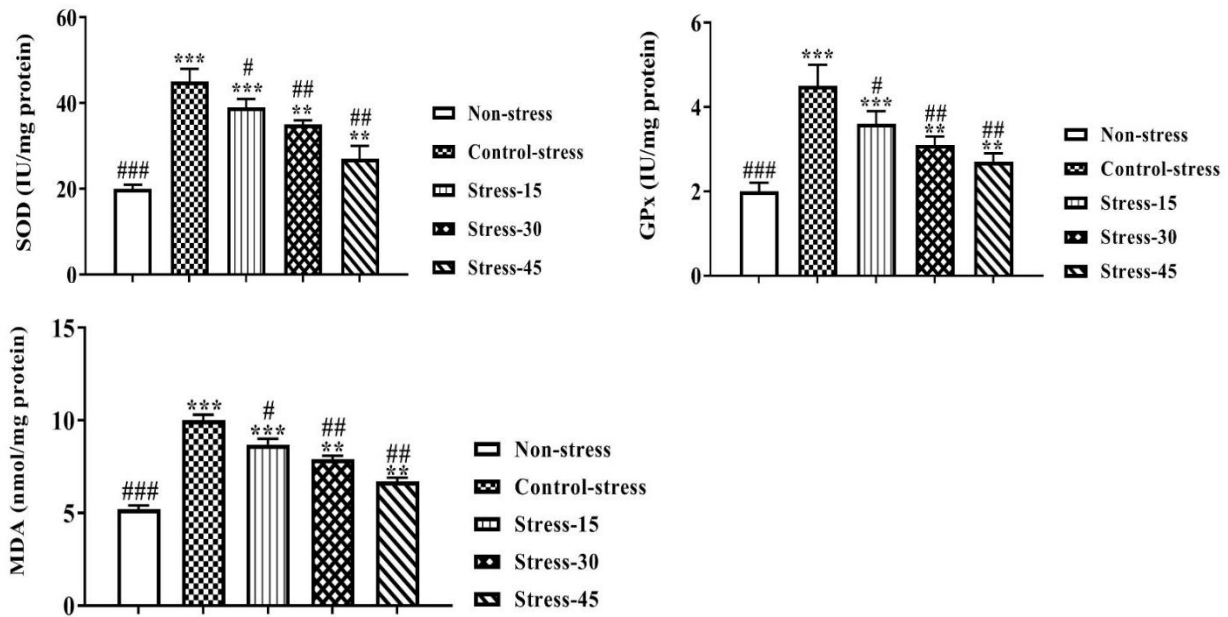 SOD (IU/mg protein)
60
40
20
0
###
***
#
***
##
**
##
**
Non-stress
Control-stress
Stress-15
Stress-30
Stress-45
GPx (IU/mg protein)
6
4
2
0
###
***
#
***
##
**
##
**
Non-stress
Control-stress
Stress-15
Stress-30
Stress-45
MDA (nmol/mg protein)
15
10
5
0
###
***
#
***
##
**
##
**
Non-stress
Control-stress
Stress-15
Stress-30
Stress-45